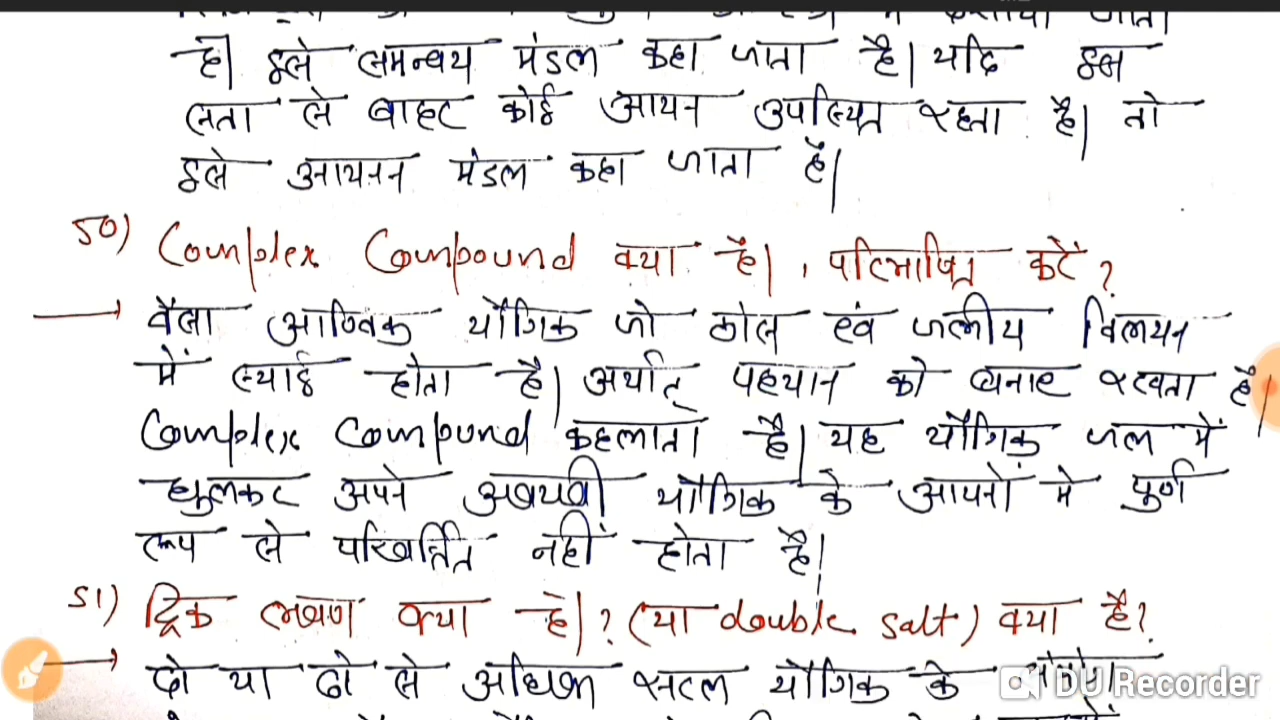 में दर्शाया जाता
है| इसे समन्वय मंडल कहा जाता है| यदि इस
सता से बाहर कोई आयन उपस्थित रहता है| तो
इसे आयनन मंडल कहा जाता है|
50) Complex Compound क्या है| , परिभाषित करें?
→ वैसा आण्विक यौगिक जो ठोस एवं जलीय विलयन
में स्थाई होता है| अर्थात् पहचान को बनाए रखता है|
Complex Compound कहलाता है| यह यौगिक जल में
घुलकर अपने अवयवी यौगिक के आयनों मे पूर्ण
रूप से परिवर्तित नहीं होता है|
51) द्विक लवण क्या है|? (या double salt) क्या है?
→ दो या दो से अधिक सरल यौगिक के
DU Recorder